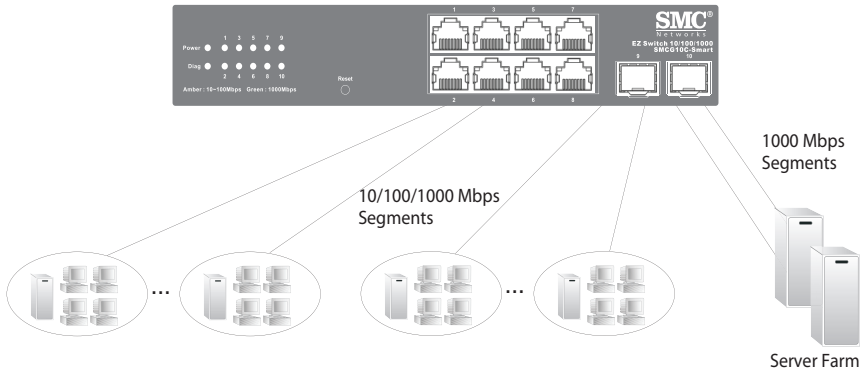 1 3 5 7
SMC®
Networks
EZ Switch 10/100/1000
SMCG10C-Smart
9 10
1 3 5 7 9
Power
Diag
2 4 6 8 10
Amber : 10~100Mbps Green : 1000Mbps
Reset
2 4 6 8
1000 Mbps
Segments
10/100/1000 Mbps
Segments
...
...
Server Farm